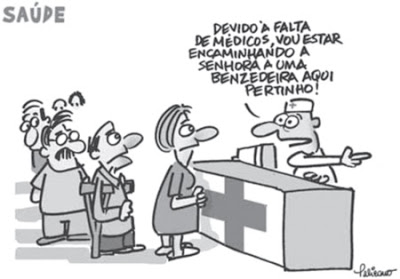 SAÚDE
DEVIDO À FALTA
DE MÉDICOS, VOU ESTAR
ENCAMINHANDO A
SENHORA A UMA
BENZEDEIRA AQUI
PERTINHO!
Pelicano